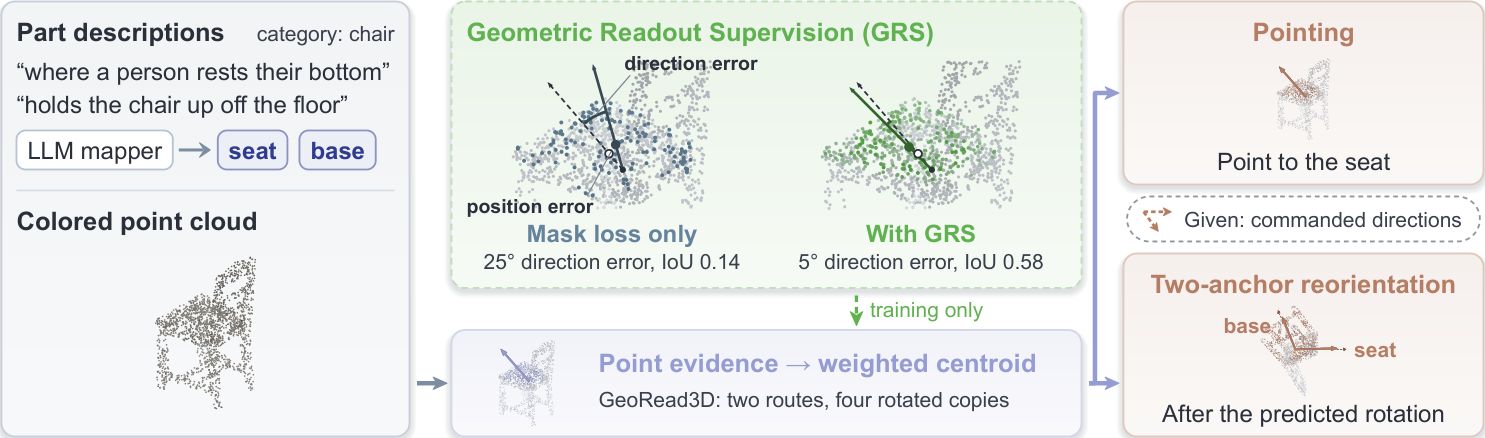 Part descriptions
category: chair
“where a person rests their bottom”
“holds the chair up off the floor”
LLM mapper
seat
base
Colored point cloud
Geometric Readout Supervision (GRS)
direction error
position error
Mask loss only
25° direction error, IoU 0.14
With GRS
5° direction error, IoU 0.58
training only
Point evidence → weighted centroid
GeoRead3D: two routes, four rotated copies
Pointing
Point to the seat
Given: commanded directions
Two-anchor reorientation
base
seat
After the predicted rotation